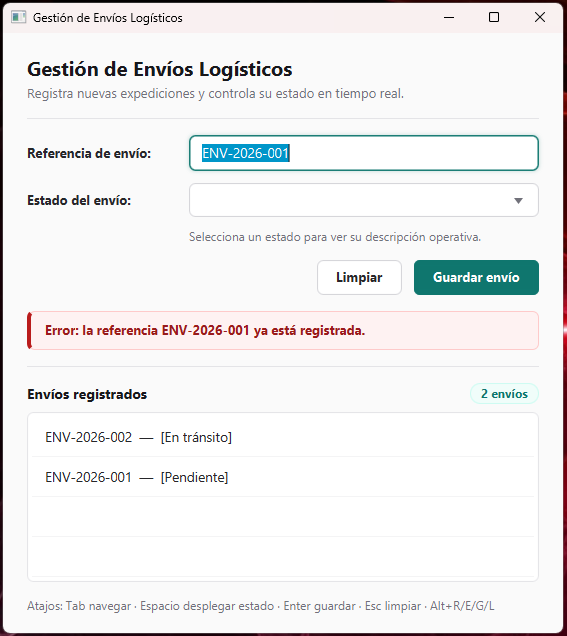 Gestión de Envíos Logísticos
Gestión de Envíos Logísticos
Registra nuevas expediciones y controla su estado en tiempo real.
Referencia de envío: ENV-2026-001
Estado del envío:
Selecciona un estado para ver su descripción operativa.
Limpiar Guardar envío
Error: la referencia ENV-2026-001 ya está registrada.
Envíos registrados 2 envíos
ENV-2026-002 — [En tránsito]
ENV-2026-001 — [Pendiente]
Atajos: Tab navegar · Espacio desplegar estado · Enter guardar · Esc limpiar · Alt+R/E/G/L